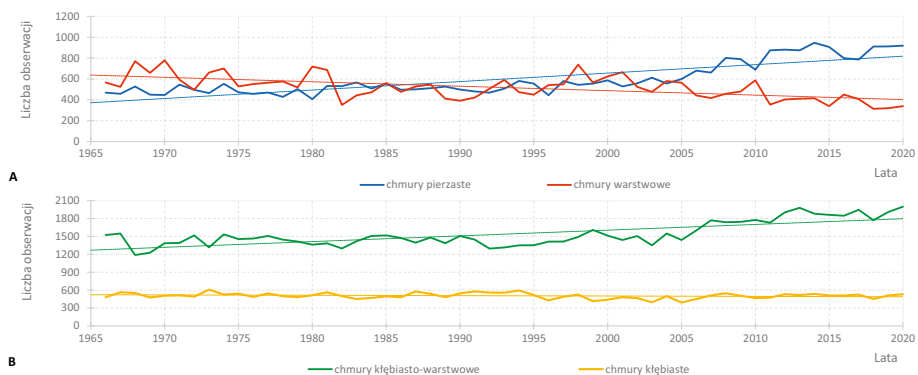 Liczba obserwacji
1200
1000
800
600
400
200
0
1965 1970 1975 1980 1985 1990 1995 2000 2005 2010 2015 2020
A
Lata
chmury pierzaste chmury warstwowe
Liczba obserwacji
2100
1800
1500
1200
900
600
300
0
1965 1970 1975 1980 1985 1990 1995 2000 2005 2010 2015 2020
B
Lata
chmury kłębiasto-warstwowe chmury kłębiaste